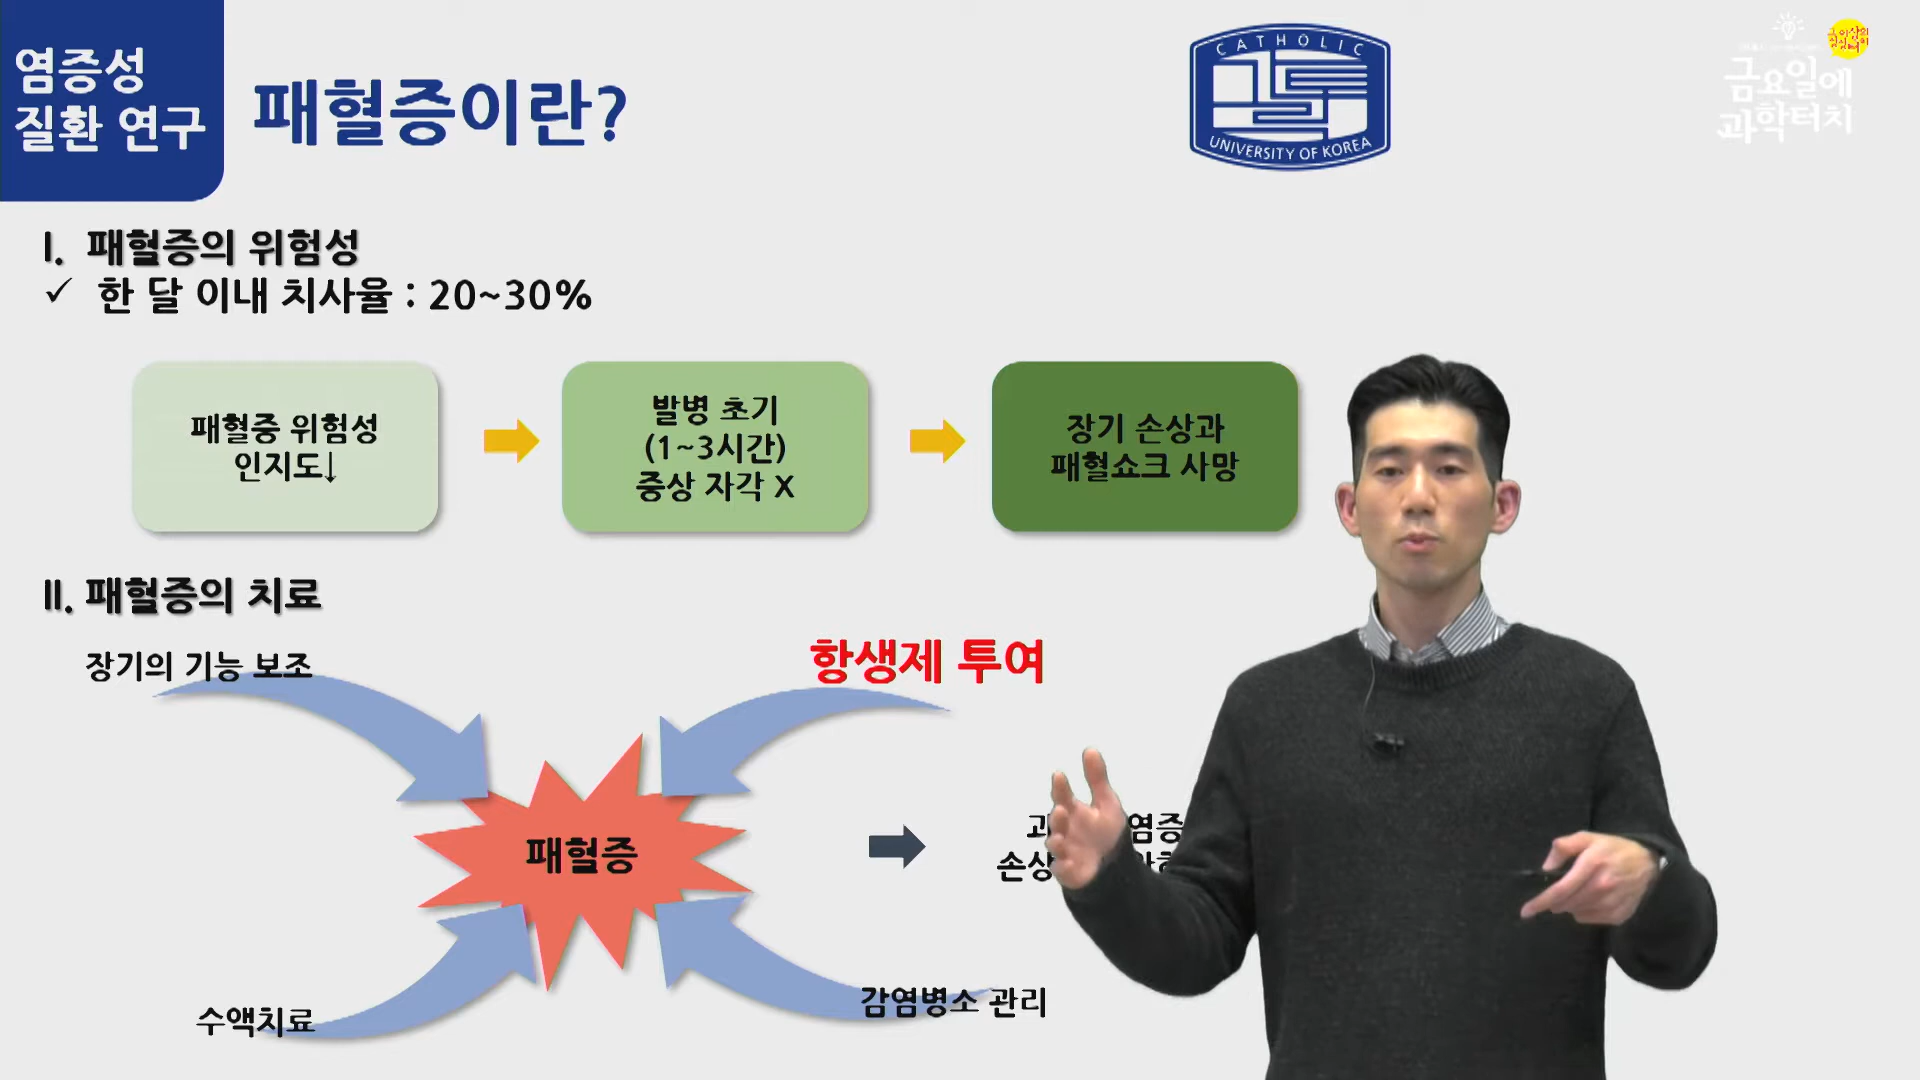 염증성
질환 연구
패혈증이란?
CATHOLIC
UNIVERSITY OF KOREA
금요일에
과학터치
I. 패혈증의 위험성
✓ 한 달 이내 치사율 : 20~30%
패혈증 위험성
인지도↓
발병 초기
(1~3시간)
증상 자각 X
장기 손상과
패혈쇼크 사망
II. 패혈증의 치료
장기의 기능 보조
항생제 투여
패혈증
염증
손상
수액치료
감염병소 관리